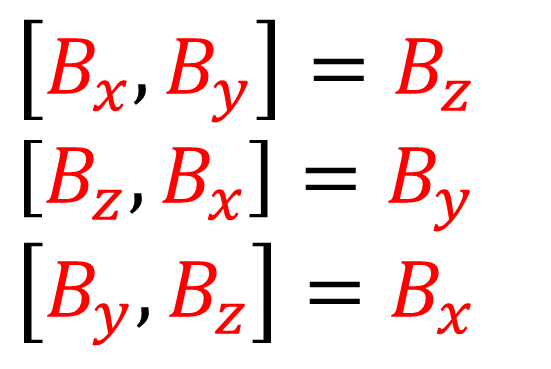 [B_x, B_y] = B_z
[B_z, B_x] = B_y
[B_y, B_z] = B_x